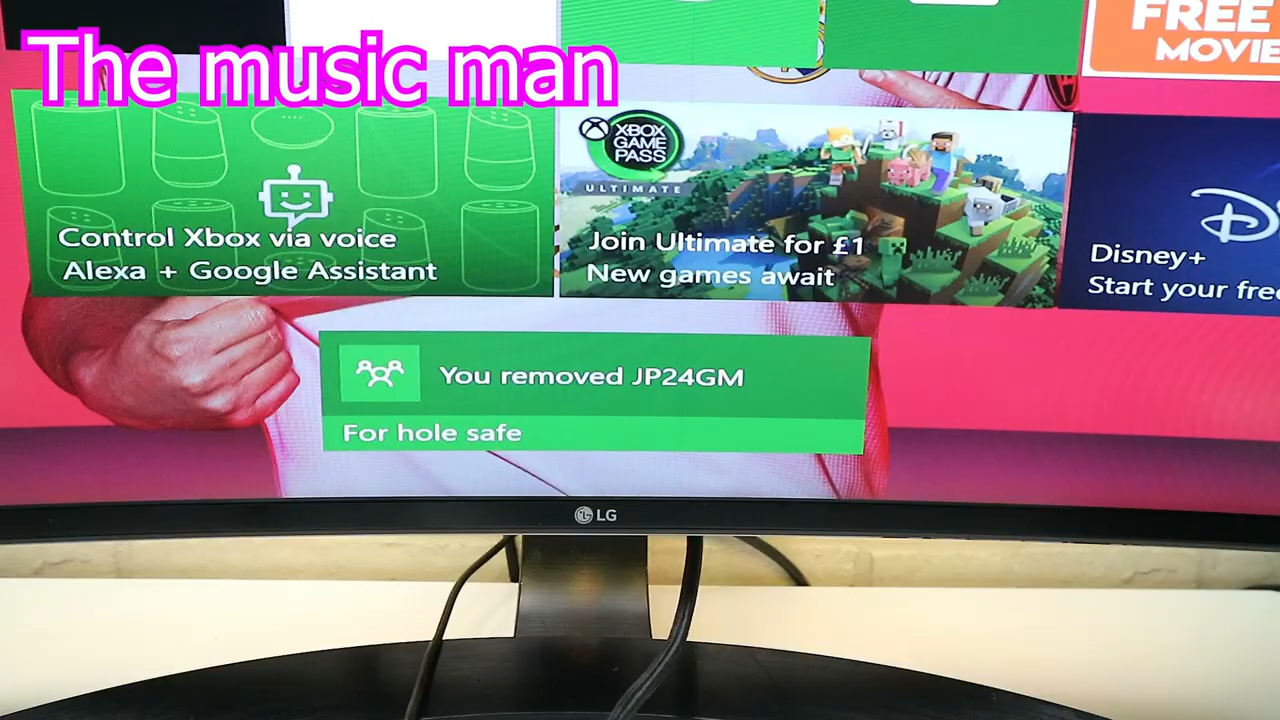 The music man
FREE
MOVIE
XBOX
GAME
PASS
ULTIMATE
Control Xbox via voice
Alexa + Google Assistant
Join Ultimate for £1
New games await
D
Disney+
Start your free
You removed JP24GM
For hole safe
LG